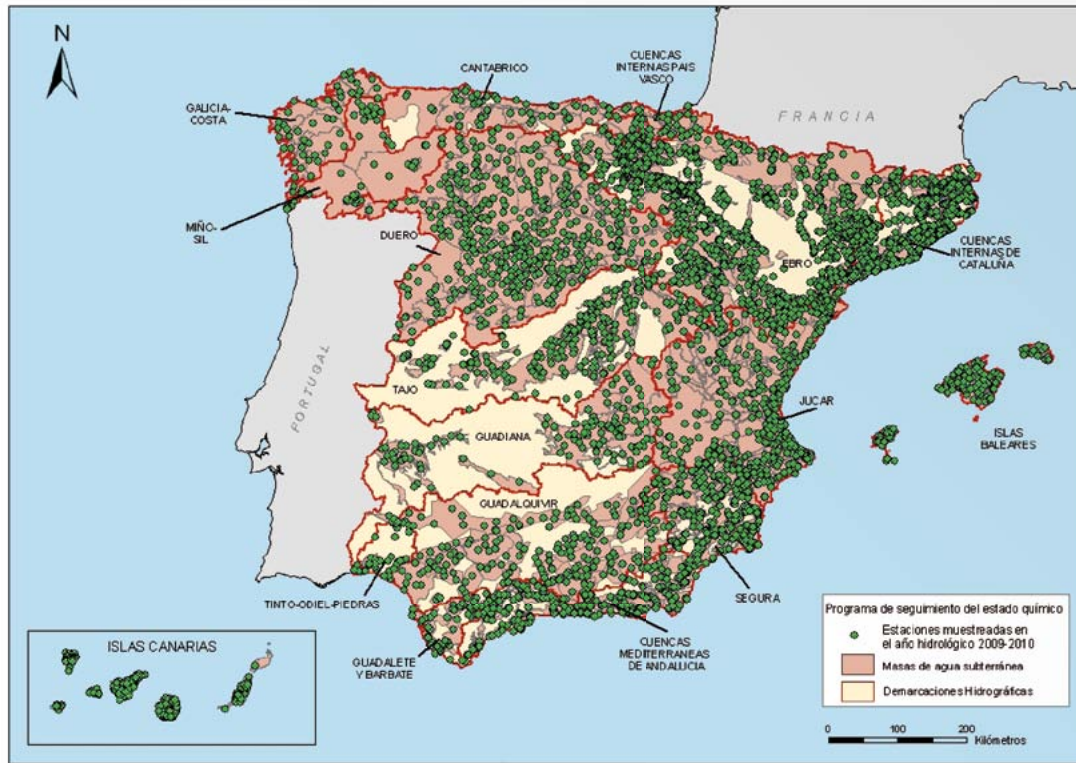 N
CANTABRICO
CUENCAS
INTERNAS PAIS
VASCO
GALICIA-
COSTA
FRANCIA
MIÑO-
SIL
DUERO
EBRO
CUENCAS
INTERNAS DE
CATALUÑA
PORTUGAL
TAJO
JUCAR
ISLAS
BALEARES
GUADIANA
GUADALQUIVIR
TINTO-ODIEL-PIEDRAS
SEGURA
GUADALETE
Y BARBATE
CUENCAS
MEDITERRANEAS
DE ANDALUCIA
ISLAS CANARIAS
Programa de seguimiento del estado químico
Estaciones muestreadas en
el año hidrológico 2009-2010
Masas de agua subterránea
Demarcaciones Hidrográficas
0 100 200
Kilómetros